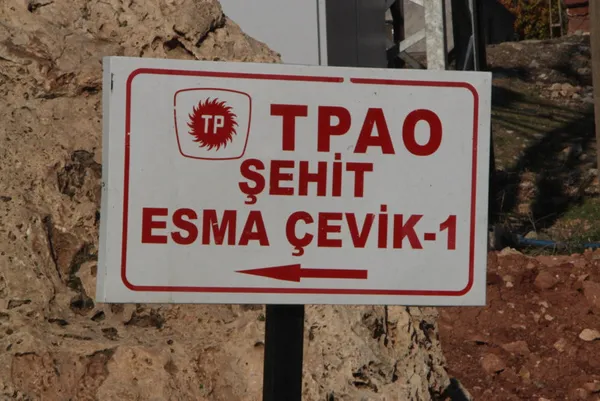 TP
TPAO
ŞEHİT
ESMA ÇEVİK-1